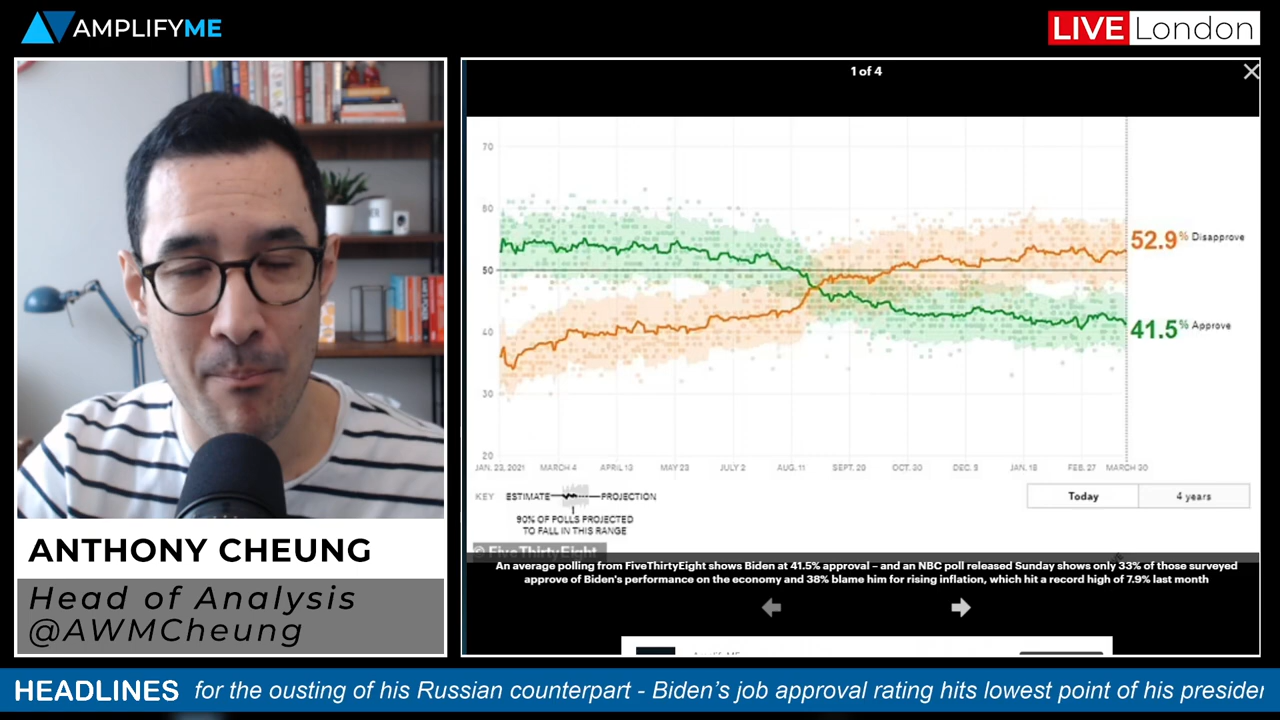 AMPLIFYME
LIVE London
1 of 4
70
60
50
40
30
20
52.9% Disapprove
41.5% Approve
JAN. 23, 2021 MARCH 4 APRIL 13 MAY 23 JULY 2 AUG. 11 SEPT. 20 OCT. 30 DEC. 9 JAN. 18 FEB. 27 MARCH 30
KEY ESTIMATE PROJECTION
90% OF POLLS PROJECTED
TO FALL IN THIS RANGE
Today 4 years
© FiveThirtyEight
An average polling from FiveThirtyEight shows Biden at 41.5% approval – and an NBC poll released Sunday shows only 33% of those surveyed
approve of Biden's performance on the economy and 38% blame him for rising inflation, which hit a record high of 7.9% last month
ANTHONY CHEUNG
Head of Analysis
@AWMCheung
HEADLINES for the ousting of his Russian counterpart - Biden's job approval rating hits lowest point of his presider